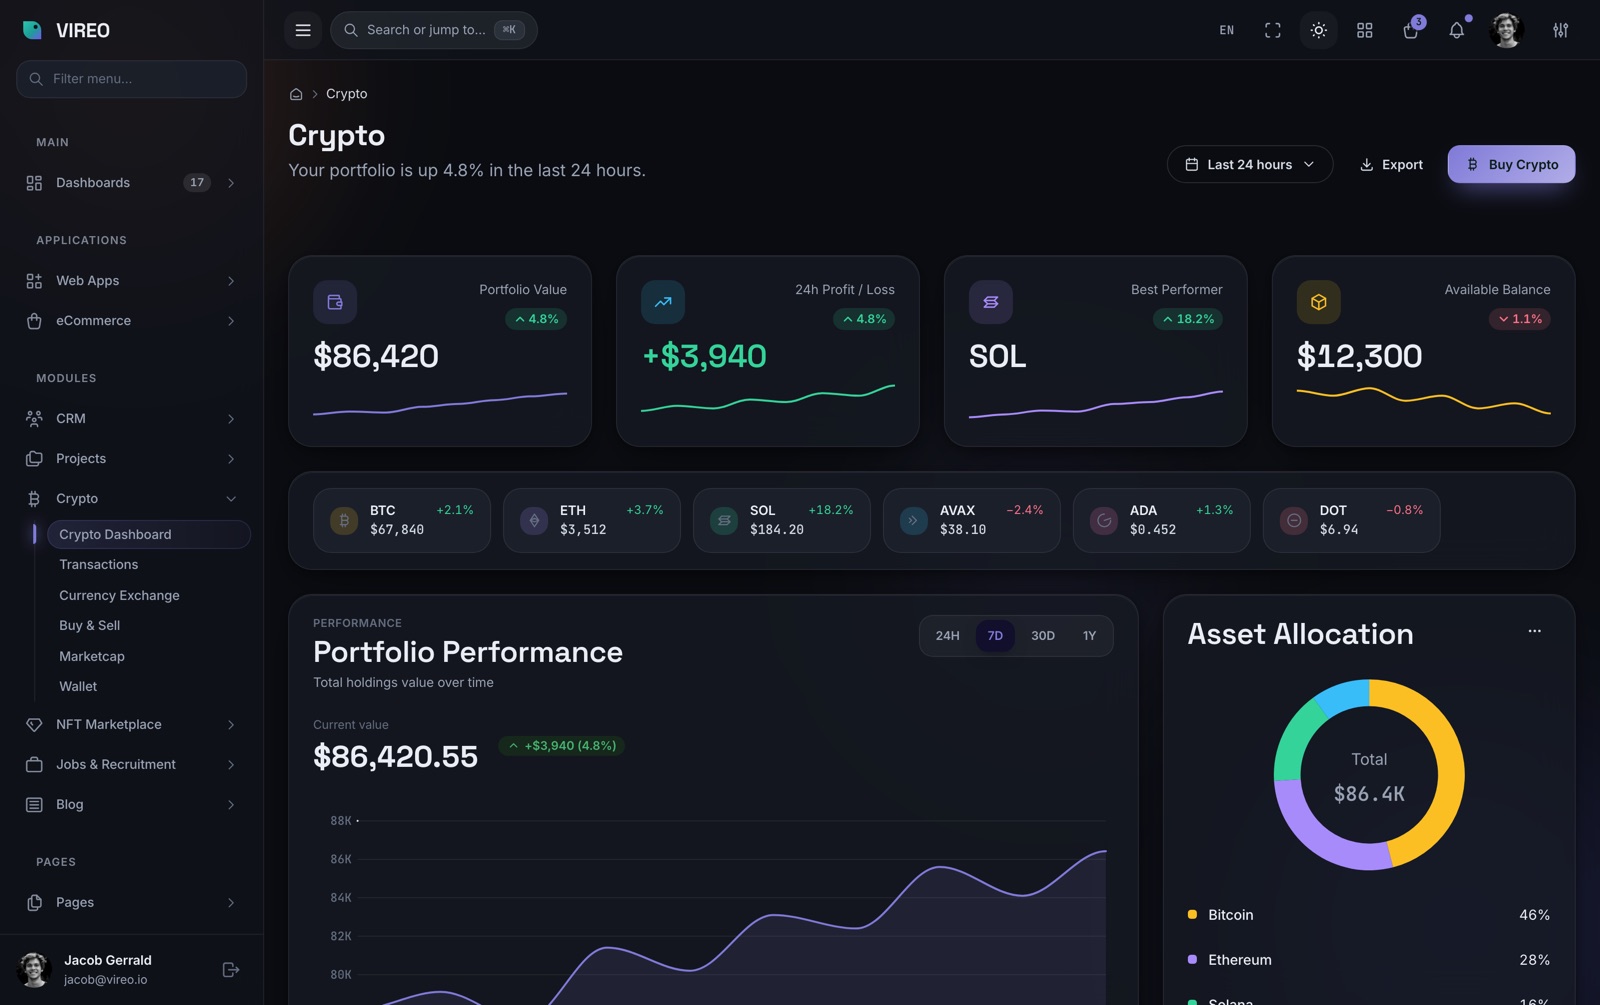 VIREO
Filter menu...
MAIN
Dashboards 17
APPLICATIONS
Web Apps
eCommerce
MODULES
CRM
Projects
Crypto
Crypto Dashboard
Transactions
Currency Exchange
Buy & Sell
Marketcap
Wallet
NFT Marketplace
Jobs & Recruitment
Blog
PAGES
Pages
Jacob Gerrald
jacob@vireo.io
Search or jump to... ⌘K
EN
3
Crypto
Crypto
Your portfolio is up 4.8% in the last 24 hours.
Last 24 hours
Export
Buy Crypto
Portfolio Value
4.8%
$86,420
24h Profit / Loss
4.8%
+$3,940
Best Performer
18.2%
SOL
Available Balance
1.1%
$12,300
BTC +2.1%
$67,840
ETH +3.7%
$3,512
SOL +18.2%
$184.20
AVAX −2.4%
$38.10
ADA +1.3%
$0.452
DOT −0.8%
$6.94
PERFORMANCE
Portfolio Performance
Total holdings value over time
24H 7D 30D 1Y
Current value
$86,420.55 +$3,940 (4.8%)
88K
86K
84K
82K
80K
Asset Allocation
Total
$86.4K
Bitcoin 46%
Ethereum 28%
Solana 16%